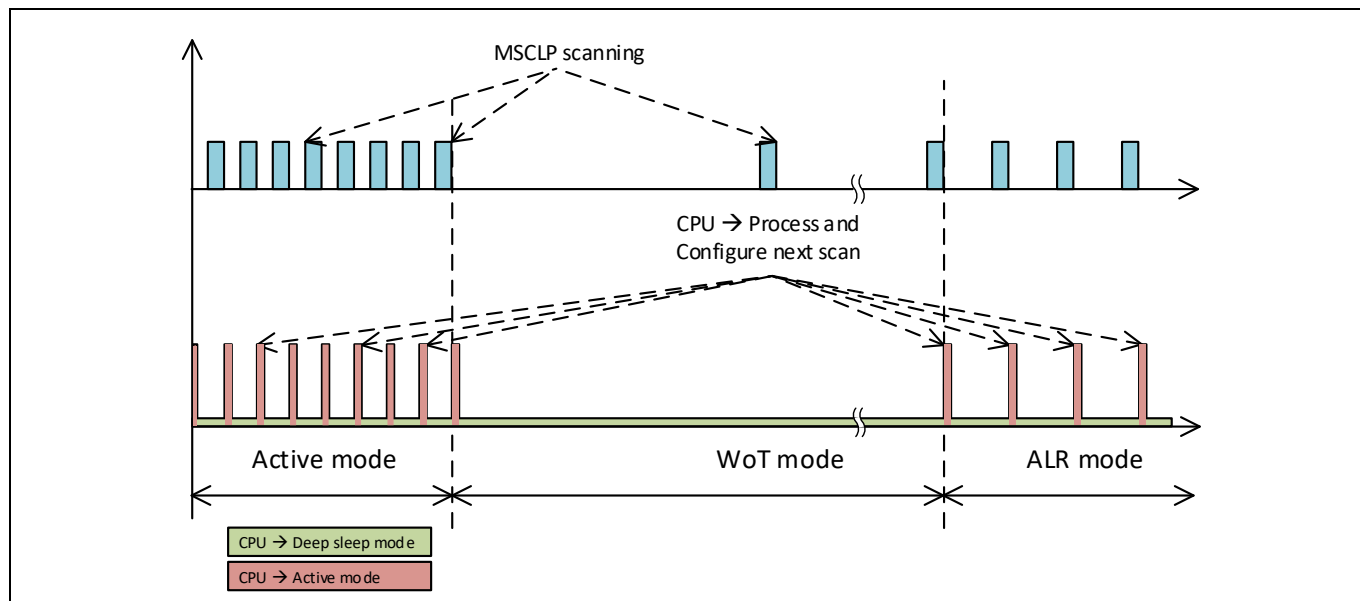 MSCLP scanning
CPU → Process and
Configure next scan
Active mode
WoT mode
ALR mode
CPU → Deep sleep mode
CPU → Active mode